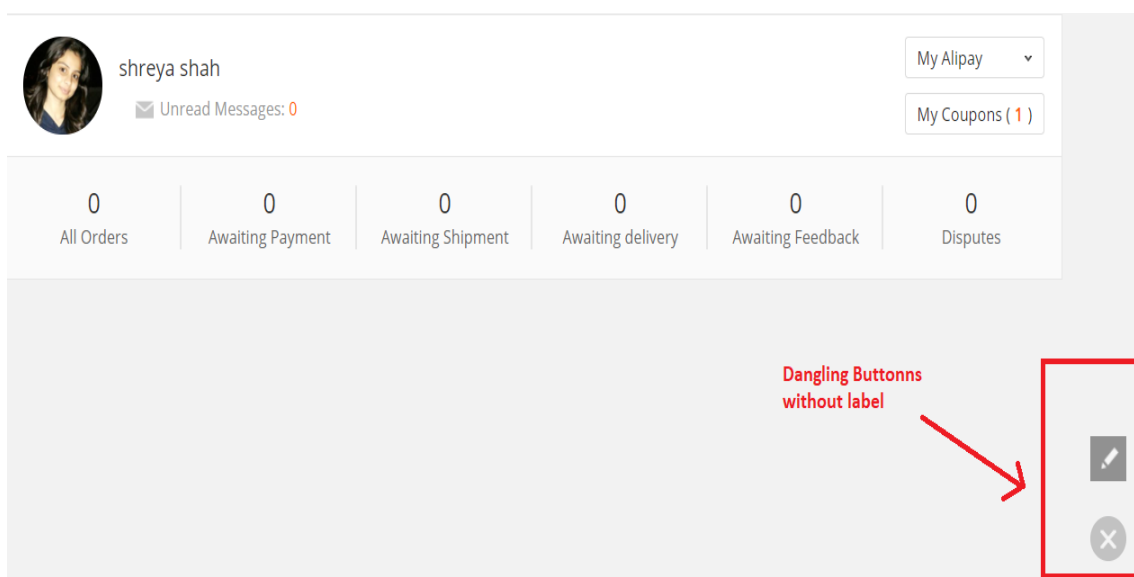 shreya shah
Unread Messages: 0
My Alipay
My Coupons ( 1 )
0
All Orders
0
Awaiting Payment
0
Awaiting Shipment
0
Awaiting delivery
0
Awaiting Feedback
0
Disputes
Dangling Buttonns
without label